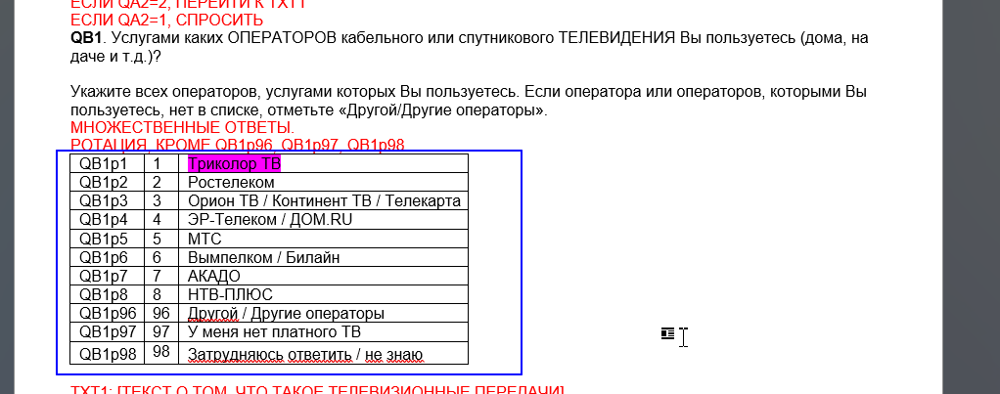 ЕСЛИ QA2=2, ПЕРЕЙТИ К TXT1
ЕСЛИ QA2=1, СПРОСИТЬ
QB1. Услугами каких ОПЕРАТОРОВ кабельного или спутникового ТЕЛЕВИДЕНИЯ Вы пользуетесь (дома, на
даче и т.д.)?
Укажите всех операторов, услугами которых Вы пользуетесь. Если оператора или операторов, которыми Вы
пользуетесь, нет в списке, отметьте «Другой/Другие операторы».
МНОЖЕСТВЕННЫЕ ОТВЕТЫ.
РОТАЦИЯ, КРОМЕ QB1p96, QB1p97, QB1p98
QB1p1 1 Триколор ТВ
QB1p2 2 Ростелеком
QB1p3 3 Орион ТВ / Континент ТВ / Телекарта
QB1p4 4 ЭР-Телеком / ДОМ.RU
QB1p5 5 МТС
QB1p6 6 Вымпелком / Билайн
QB1p7 7 АКАДО
QB1p8 8 НТВ-ПЛЮС
QB1p96 96 Другой / Другие операторы
QB1p97 97 У меня нет платного ТВ
QB1p98 98 Затрудняюсь ответить / не знаю
TXT1: [ТЕКСТ О ТОМ, ЧТО ТАКОЕ ТЕЛЕВИЗИОННЫЕ ПЕРЕДАЧИ]